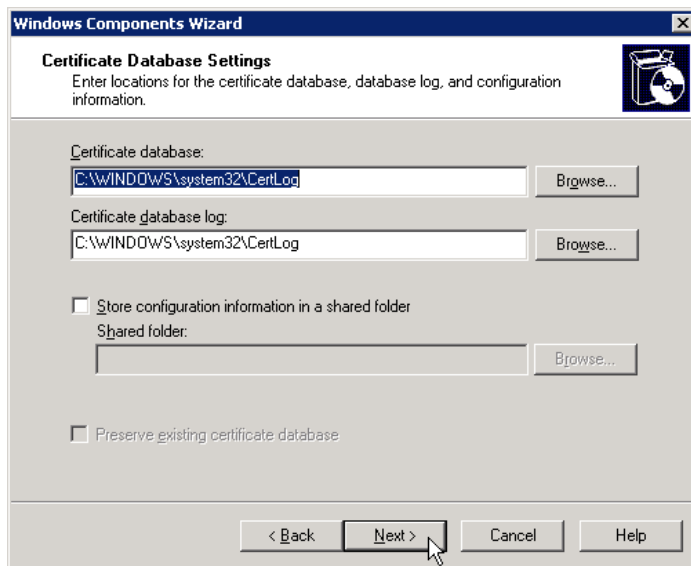 Windows Components Wizard
Certificate Database Settings
Enter locations for the certificate database, database log, and configuration
information.
Certificate database:
C:\WINDOWS\system32\CertLog
Browse...
Certificate database log:
C:\WINDOWS\system32\CertLog
Browse...
Store configuration information in a shared folder
Shared folder:
Browse...
Preserve existing certificate database
< Back
Next >
Cancel
Help